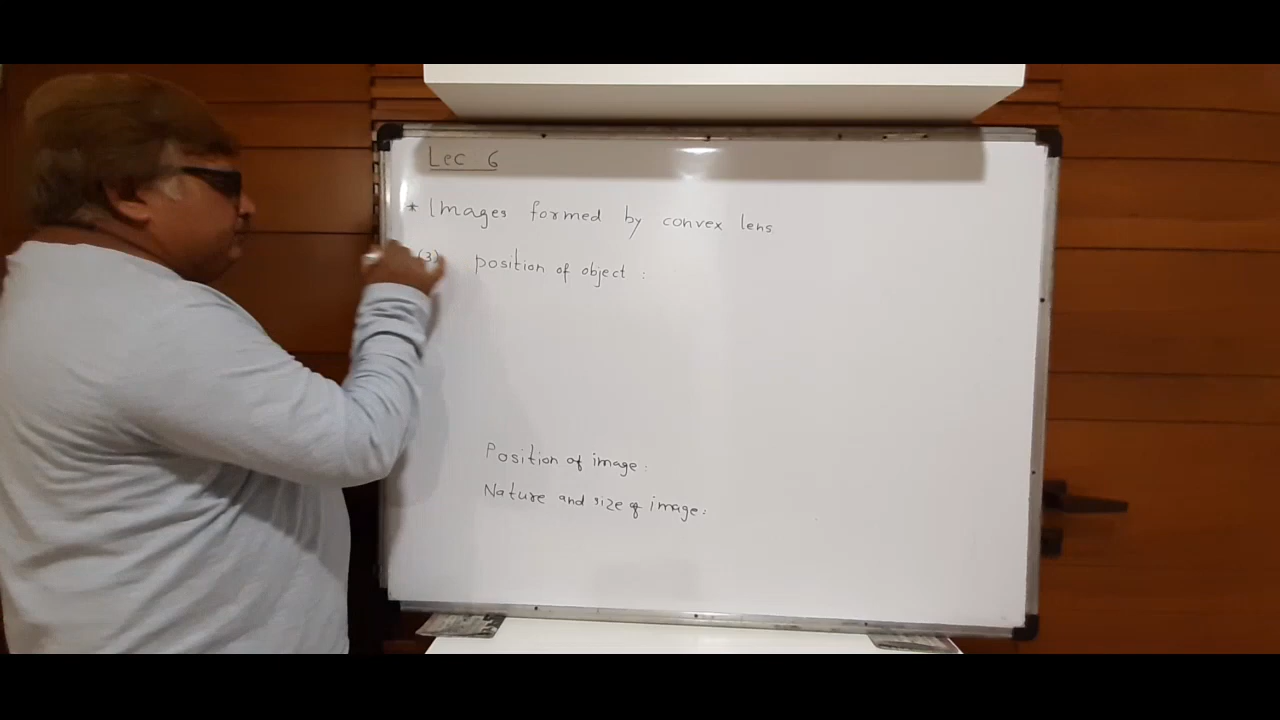 Lec 6
* Images formed by convex lens
(3) position of object :
Position of image :
Nature and size of image :